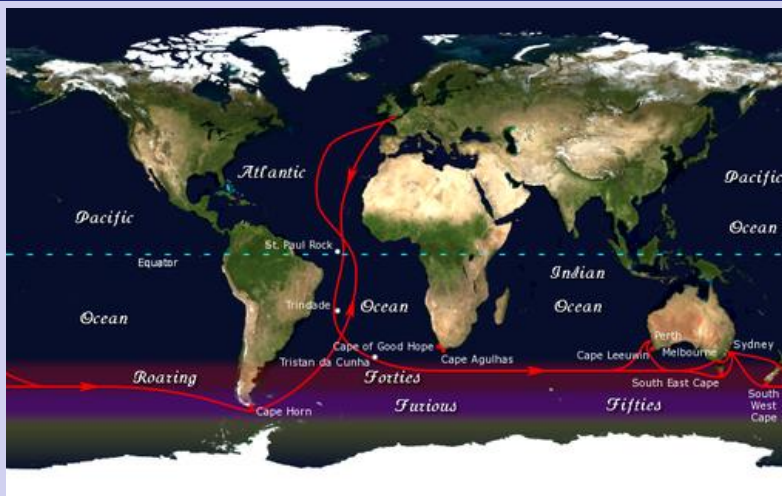 Atlantic
Pacific
Pacific
Ocean
St. Paul Rock
Equator
Indian
Ocean
Trindade
Ocean
Ocean
Perth
Cape of Good Hope
Sydney
Cape Leeuwin
Melbourne
Tristan da Cunha
Cape Agulhas
Roaring
Forties
South East Cape
South
West
Cape
Cape Horn
Furious
Fifties